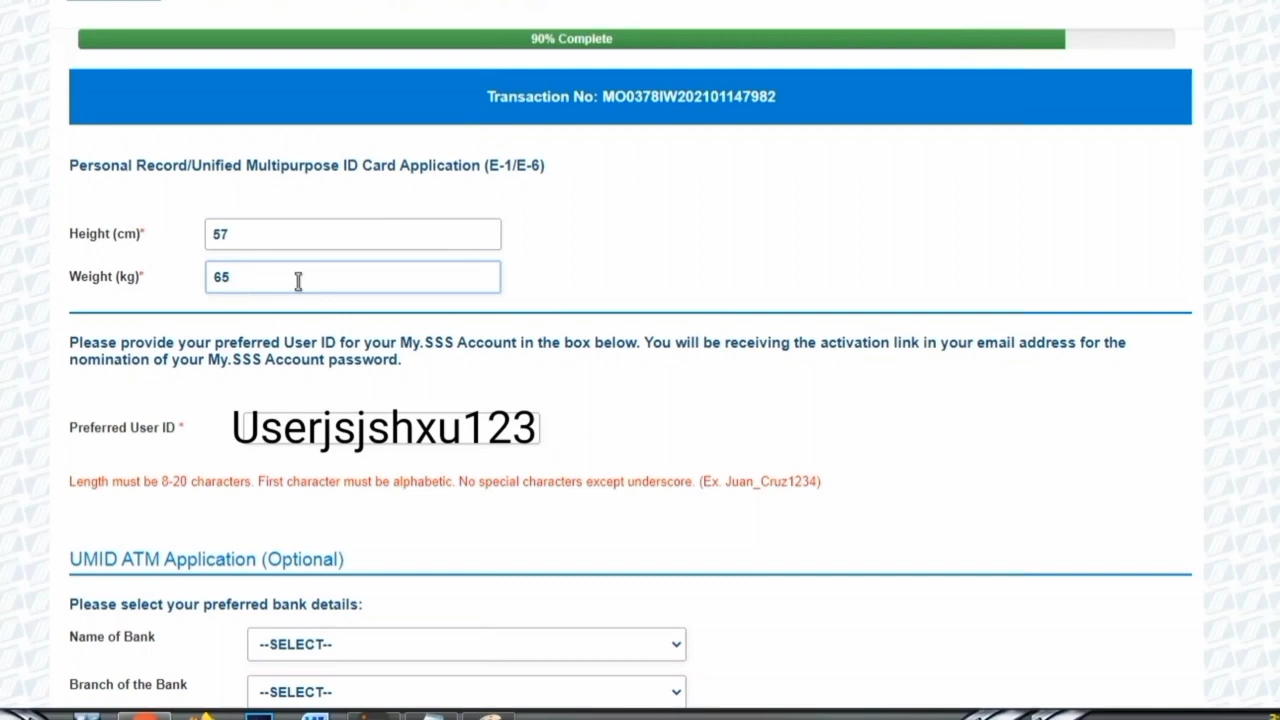 90% Complete
Transaction No: MO0378IW202101147982
Personal Record/Unified Multipurpose ID Card Application (E-1/E-6)
Height (cm)* 57
Weight (kg)* 65
Please provide your preferred User ID for your My.SSS Account in the box below. You will be receiving the activation link in your email address for the
nomination of your My.SSS Account password.
Preferred User ID * Userjsjshxu123
Length must be 8-20 characters. First character must be alphabetic. No special characters except underscore. (Ex. Juan_Cruz1234)
UMID ATM Application (Optional)
Please select your preferred bank details:
Name of Bank --SELECT--
Branch of the Bank --SELECT--